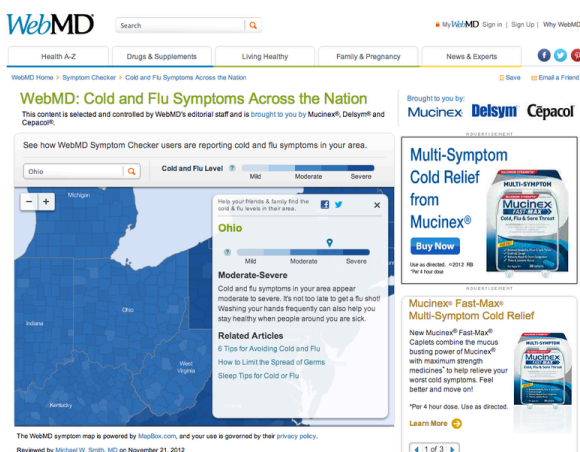 WebMD
Search
My WebMD Sign in | Sign Up | Why WebMD
Health A-Z
Drugs & Supplements
Living Healthy
Family & Pregnancy
News & Experts
WebMD Home > Symptom Checker > Cold and Flu Symptoms Across the Nation
Save
Email a Friend
WebMD: Cold and Flu Symptoms Across the Nation
This content is selected and controlled by WebMD's editorial staff and is brought to you by Mucinex®, Delsym® and
Cepacol®.
Brought to you by:
Mucinex Delsym Cēpacol
See how WebMD Symptom Checker users are reporting cold and flu symptoms in your area.
Ohio
Cold and Flu Level ?
Mild
Moderate
Severe
- +
Michigan
Indiana
Ohio
West
Virginia
Kentucky
Help your friends & family find the
cold & flu levels in their area.
Ohio
?
Mild
Moderate
Severe
Moderate-Severe
Cold and flu symptoms in your area appear
moderate to severe. It's not too late to get a flu shot!
Washing your hands frequently can also help you
stay healthy when people around you are sick.
Related Articles
6 Tips for Avoiding Cold and Flu
How to Limit the Spread of Germs
Sleep Tips for Cold or Flu
The WebMD symptom map is powered by MapBox.com, and your use is governed by their privacy policy.
Reviewed by Michael W. Smith, MD on November 21, 2012
ADVERTISEMENT
Multi-Symptom
Cold Relief
from
Mucinex®
Buy Now
Use as directed. ©2012 RB
*Per 4 hour dose
MULTI-SYMPTOM
Mucinex
FAST-MAX
Cold, Flu & Sore Throat
ADVERTISEMENT
Mucinex® Fast-Max®
Multi-Symptom Cold Relief
New Mucinex® Fast-Max®
Caplets combine the mucus
busting power of Mucinex®
with maximum strength
medicines* to help relieve your
worst cold symptoms. Feel
better and move on!
*Per 4 hour dose. Use as directed.
Learn More
MULTI-SYMPTOM
Mucinex
FAST-MAX
Cold, Flu & Sore Throat
1 of 3